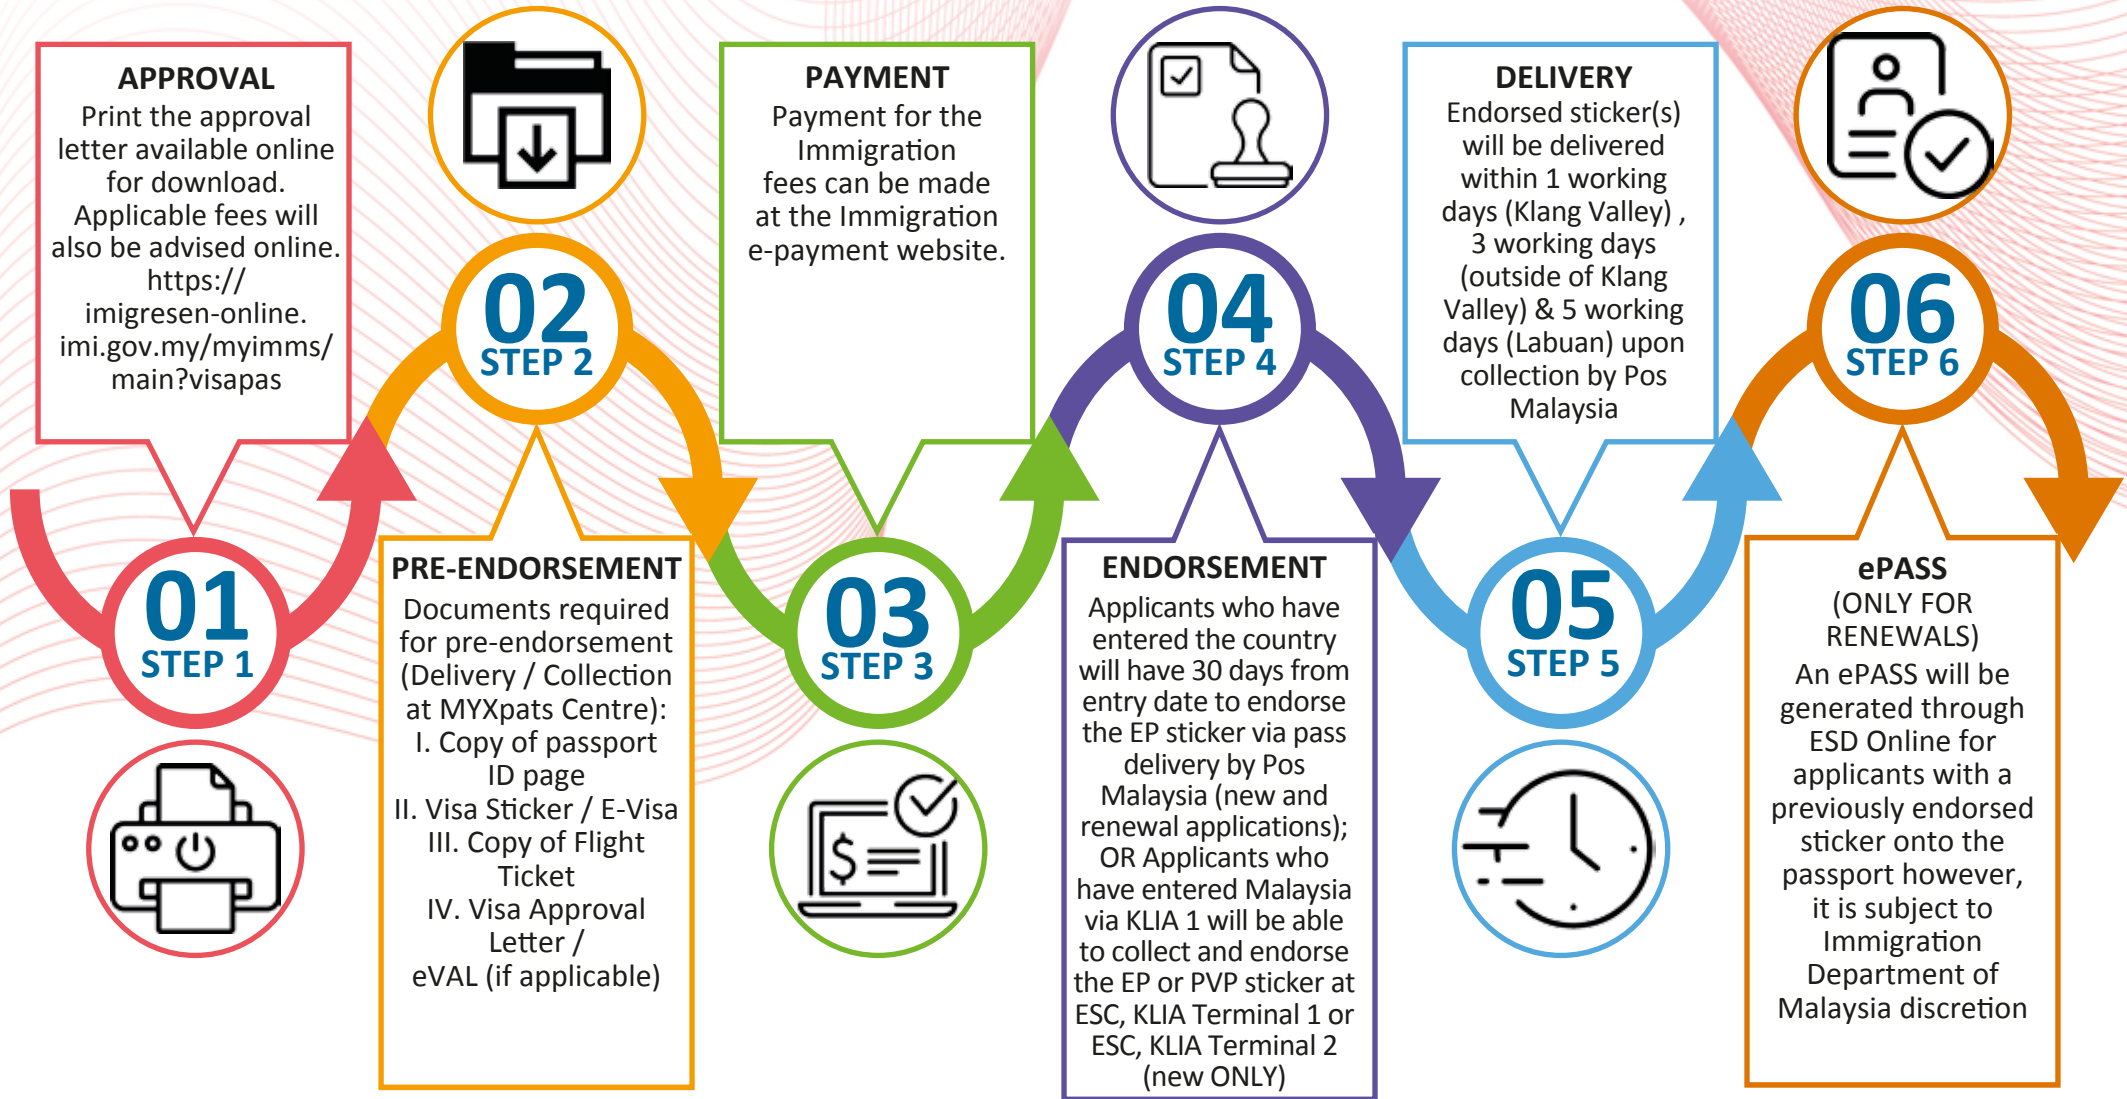 APPROVAL
Print the approval
letter available online
for download.
Applicable fees will
also be advised online.
https://
imigresen-online.
imi.gov.my/myimms/
main?visapas
01
STEP 1
02
STEP 2
PRE-ENDORSEMENT
Documents required
for pre-endorsement
(Delivery / Collection
at MYXpats Centre):
I. Copy of passport
ID page
II. Visa Sticker / E-Visa
III. Copy of Flight
Ticket
IV. Visa Approval
Letter /
eVAL (if applicable)
PAYMENT
Payment for the
Immigration
fees can be made
at the Immigration
e-payment website.
03
STEP 3
$
04
STEP 4
ENDORSEMENT
Applicants who have
entered the country
will have 30 days from
entry date to endorse
the EP sticker via pass
delivery by Pos
Malaysia (new and
renewal applications);
OR Applicants who
have entered Malaysia
via KLIA 1 will be able
to collect and endorse
the EP or PVP sticker at
ESC, KLIA Terminal 1 or
ESC, KLIA Terminal 2
(new ONLY)
DELIVERY
Endorsed sticker(s)
will be delivered
within 1 working
days (Klang Valley) ,
3 working days
(outside of Klang
Valley) & 5 working
days (Labuan) upon
collection by Pos
Malaysia
05
STEP 5
06
STEP 6
ePASS
(ONLY FOR
RENEWALS)
An ePASS will be
generated through
ESD Online for
applicants with a
previously endorsed
sticker onto the
passport however,
it is subject to
Immigration
Department of
Malaysia discretion